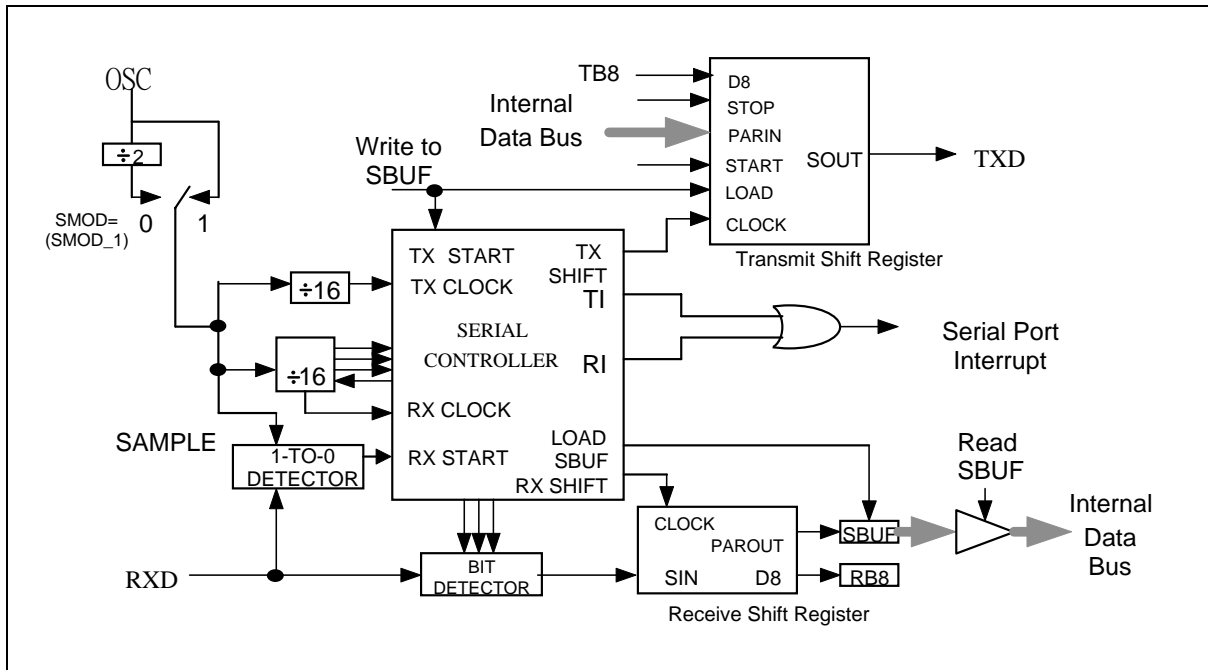 OSC
÷2
SMOD=
(SMOD_1)
0
1
Write to
SBUF
TB8
Internal
Data Bus
D8
STOP
PARIN
START
LOAD
CLOCK
SOUT
TXD
Transmit Shift Register
÷16
÷16
TX START
TX CLOCK
SERIAL
CONTROLLER
RX CLOCK
RX START
TX
SHIFT
TI
RI
LOAD
SBUF
RX SHIFT
Serial Port
Interrupt
SAMPLE
1-TO-0
DETECTOR
RXD
BIT
DETECTOR
CLOCK
PAROUT
SIN
D8
Receive Shift Register
SBUF
RB8
Read
SBUF
Internal
Data
Bus